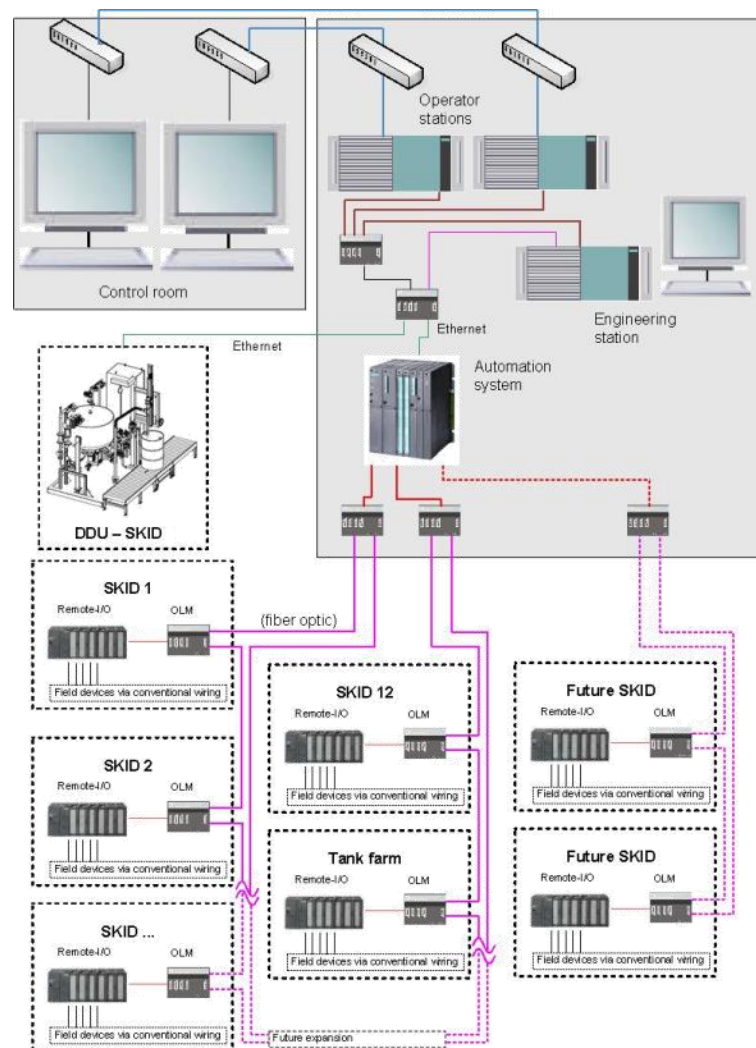 Operator
stations
Control room
Engineering
station
Ethernet
Ethernet
Automation
system
DDU – SKID
SKID 1
Remote-I/O
OLM
Field devices via conventional wiring
(fiber optic)
SKID 12
Remote-I/O
OLM
Field devices via conventional wiring
Future SKID
Remote-I/O
OLM
Field devices via conventional wiring
SKID 2
Remote-I/O
OLM
Field devices via conventional wiring
Tank farm
Remote-I/O
OLM
Field devices via conventional wiring
Future SKID
Remote-I/O
OLM
Field devices via conventional wiring
SKID ...
Remote-I/O
OLM
Field devices via conventional wiring
Future expansion